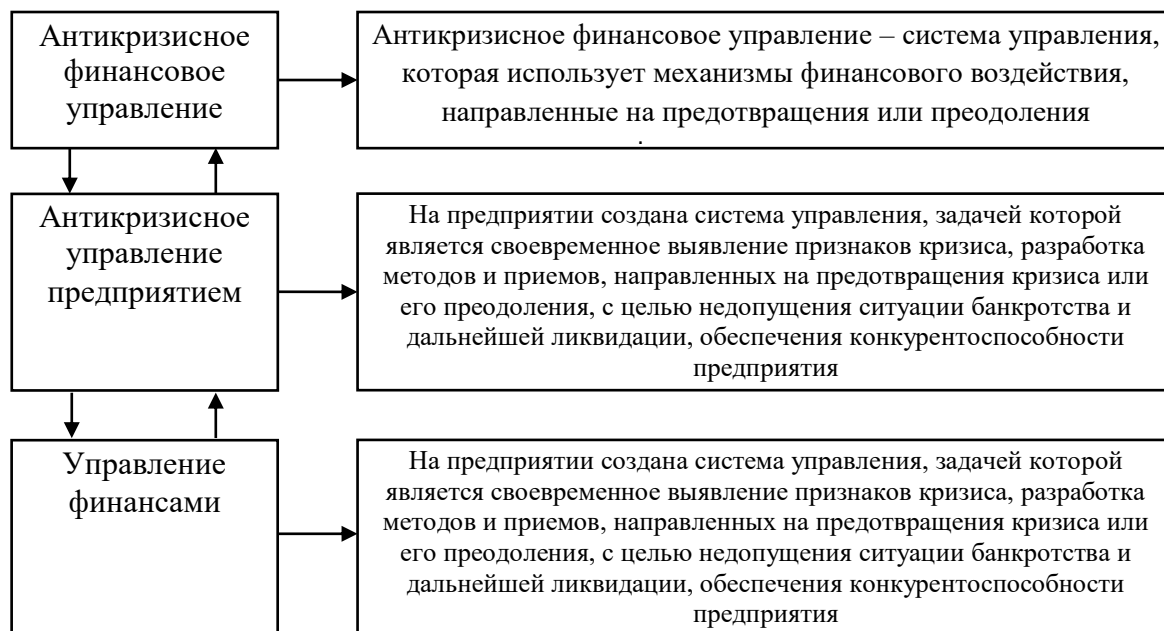 Антикризисное
финансовое
управление
Антикризисное финансовое управление – система управления,
которая использует механизмы финансового воздействия,
направленные на предотвращения или преодоления
Антикризисное
управление
предприятием
На предприятии создана система управления, задачей которой
является своевременное выявление признаков кризиса, разработка
методов и приемов, направленных на предотвращения кризиса или
его преодоления, с целью недопущения ситуации банкротства и
дальнейшей ликвидации, обеспечения конкурентоспособности
предприятия
Управление
финансами
На предприятии создана система управления, задачей которой
является своевременное выявление признаков кризиса, разработка
методов и приемов, направленных на предотвращения кризиса или
его преодоления, с целью недопущения ситуации банкротства и
дальнейшей ликвидации, обеспечения конкурентоспособности
предприятия